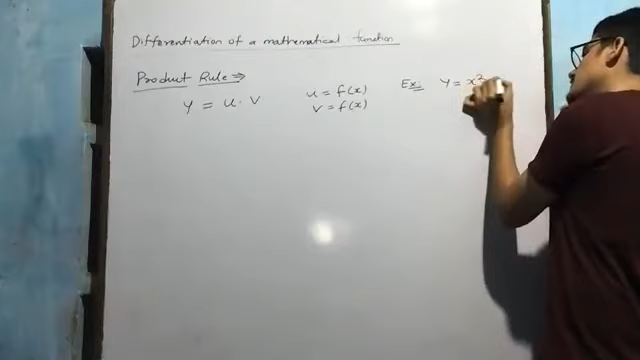 Differentiation of a mathematical function
Product Rule ⇒
y = u · v
u = f(x)
v = f(x)
Ex: y = x²